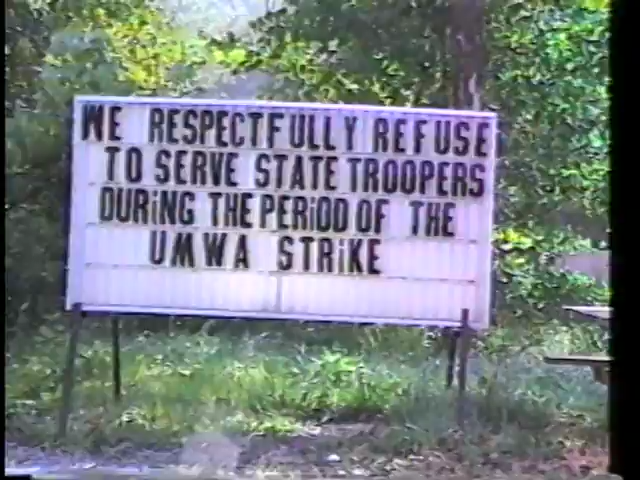 WE RESPECTFULLY REFUSE
TO SERVE STATE TROOPERS
DURiNG THE PERiOD OF THE
UMWA STRiKE